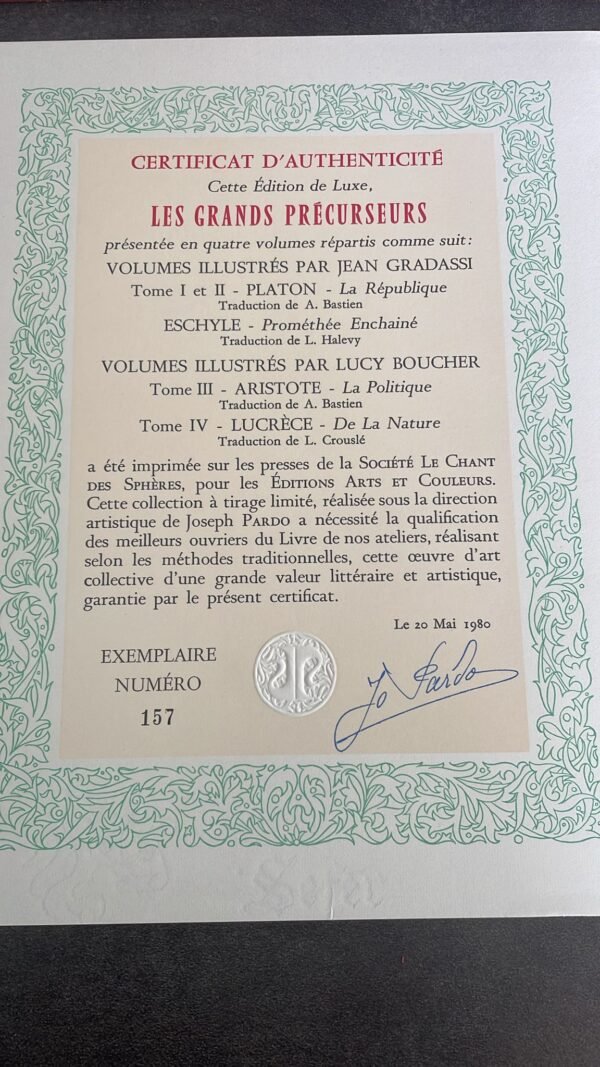 CERTIFICAT D'AUTHENTICITÉ
Cette Édition de Luxe,
LES GRANDS PRÉCURSEURS
présentée en quatre volumes répartis comme suit :
VOLUMES ILLUSTRÉS PAR JEAN GRADASSI
Tome I et II - PLATON - La République
Traduction de A. Bastien
ESCHYLE - Prométhée Enchainé
Traduction de L. Halevy
VOLUMES ILLUSTRÉS PAR LUCY BOUCHER
Tome III - ARISTOTE - La Politique
Traduction de A. Bastien
Tome IV - LUCRÈCE - De La Nature
Traduction de L. Crouslé
a été imprimée sur les presses de la SOCIÉTÉ LE CHANT
DES SPHÈRES, pour les ÉDITIONS ARTS ET COULEURS.
Cette collection à tirage limité, réalisée sous la direction
artistique de Joseph PARDO a nécessité la qualification
des meilleurs ouvriers du Livre de nos ateliers, réalisant
selon les méthodes traditionnelles, cette œuvre d'art
collective d'une grande valeur littéraire et artistique,
garantie par le présent certificat.
Le 20 Mai 1980
EXEMPLAIRE
NUMÉRO
157
Jo Pardo